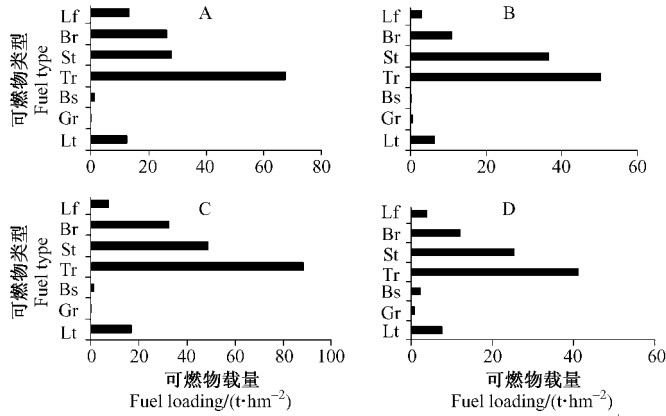 A
可燃物类型
Fuel type
Lf
Br
St
Tr
Bs
Gr
Lt
0 20 40 60 80
B
Lf
Br
St
Tr
Bs
Gr
Lt
0 20 40 60
C
可燃物类型
Fuel type
Lf
Br
St
Tr
Bs
Gr
Lt
0 20 40 60 80 100
可燃物载量
Fuel loading/(t·hm⁻²)
D
Lf
Br
St
Tr
Bs
Gr
Lt
0 20 40 60
可燃物载量
Fuel loading/(t·hm⁻²)